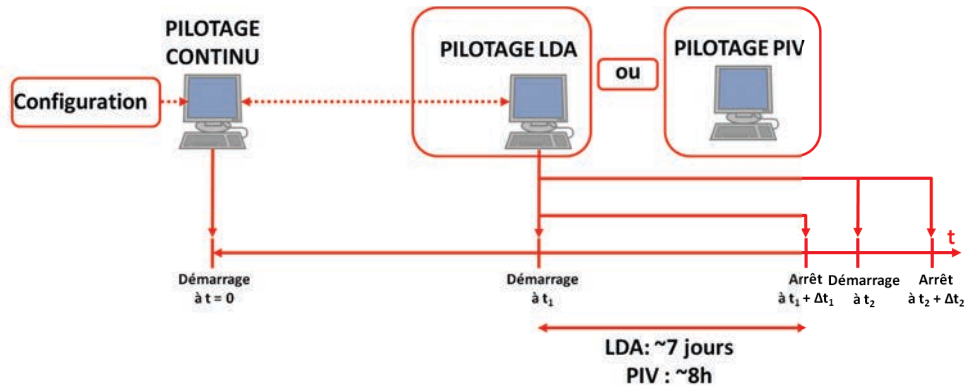 PILOTAGE
CONTINU
PILOTAGE LDA
ou
PILOTAGE PIV
Configuration
t
Démarrage
à t = 0
Démarrage
à t₁
Arrêt
à t₁ + Δt₁
Démarrage
à t₂
Arrêt
à t₂ + Δt₂
LDA: ~7 jours
PIV : ~8h